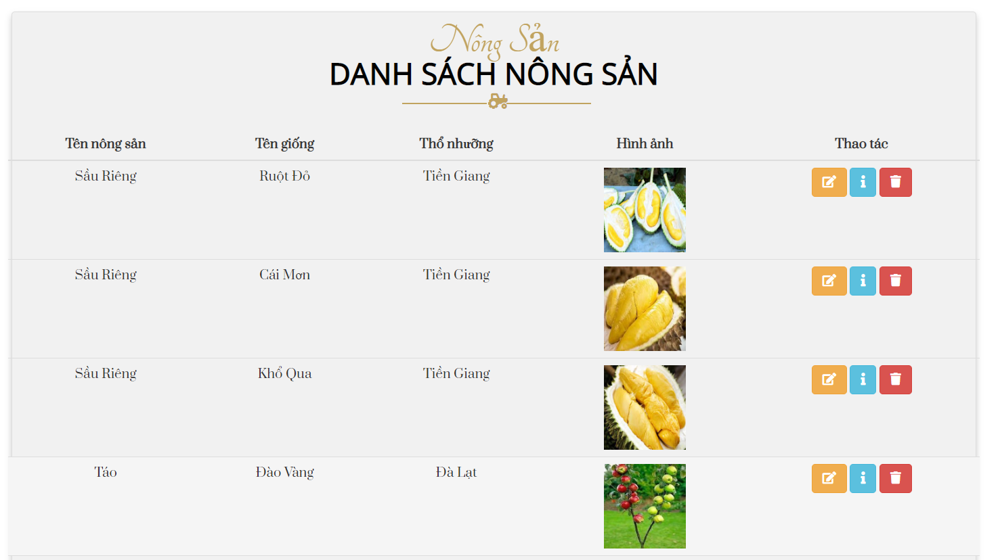 Nông Sản
DANH SÁCH NÔNG SẢN
Tên nông sản Tên giống Thổ nhưỡng Hình ảnh Thao tác
Sầu Riêng Ruột Đỏ Tiền Giang
Sầu Riêng Cái Mơn Tiền Giang
Sầu Riêng Khổ Qua Tiền Giang
Táo Đào Vàng Đà Lạt